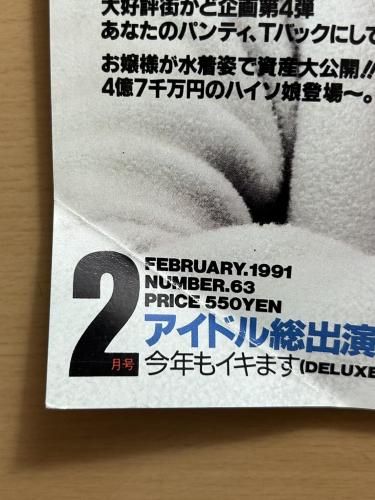 大好評街かど企画第4弾
あなたのパンティ、Tバックにして
お嬢様が水着姿で資産大公開!!
4億7千万円のハイソ娘登場〜。
2月号
FEBRUARY.1991
NUMBER.63
PRICE 550YEN
アイドル総出演
今年もイキます(DELUXE